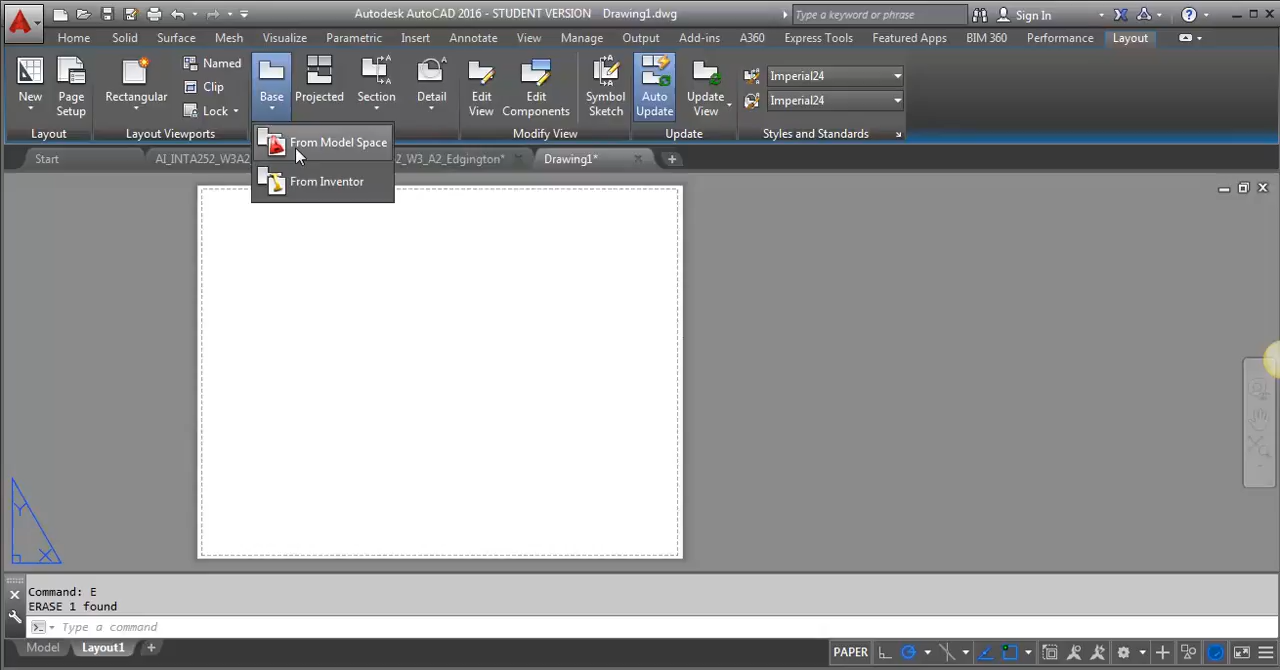 Autodesk AutoCAD 2016 - STUDENT VERSION Drawing1.dwg
Type a keyword or phrase
Sign In
Home Solid Surface Mesh Visualize Parametric Insert Annotate View Manage Output Add-ins A360 Express Tools Featured Apps BIM 360 Performance Layout
New
Page
Setup
Rectangular
Named
Clip
Lock
Base
Projected
Section
Detail
Edit
View
Edit
Components
Symbol
Sketch
Auto
Update
Update
View
Imperial24
Imperial24
Layout
Layout Viewports
Modify View
Update
Styles and Standards
From Model Space
From Inventor
Start
AI_INTA252_W3A2
2_W3_A2_Edgington*
Drawing1*
Y
X
Command: E
ERASE 1 found
Type a command
Model
Layout1
PAPER